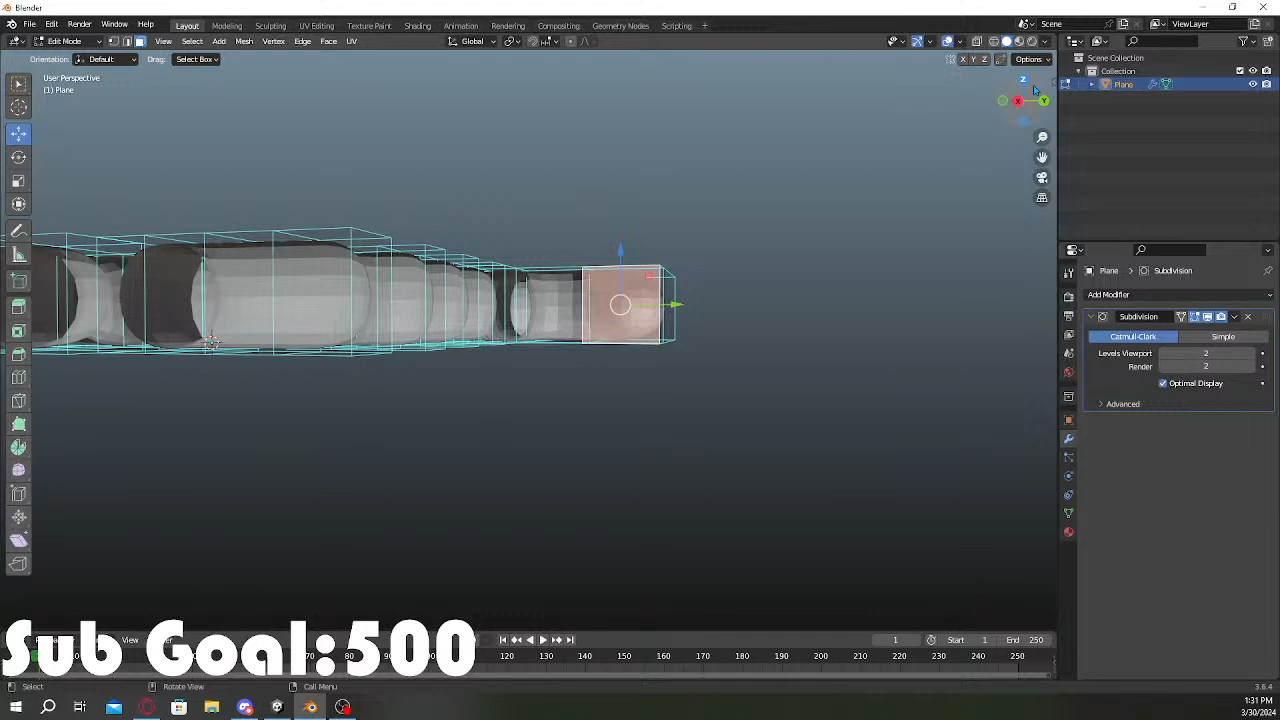 Blender
File Edit Render Window Help
Layout Modeling Sculpting UV Editing Texture Paint Shading Animation Rendering Compositing Geometry Nodes Scripting +
Scene
ViewLayer
Edit Mode
View Select Add Mesh Vertex Edge Face UV
Global
Orientation: Default Drag: Select Box
X Y Z
Options
User Perspective
(1) Plane
Z
X
Y
Scene Collection
Collection
Plane
Plane
Subdivision
Add Modifier
Subdivision
Catmull-Clark Simple
Levels Viewport 2
Render 2
Optimal Display
Advanced
View
1
Start 1
End 250
120 130 140 150 160 170 180 190 200 210 220 230 240 250
Sub Goal:500
Select
Rotate View
Call Menu
3.6.4
1:31 PM
3/30/2024